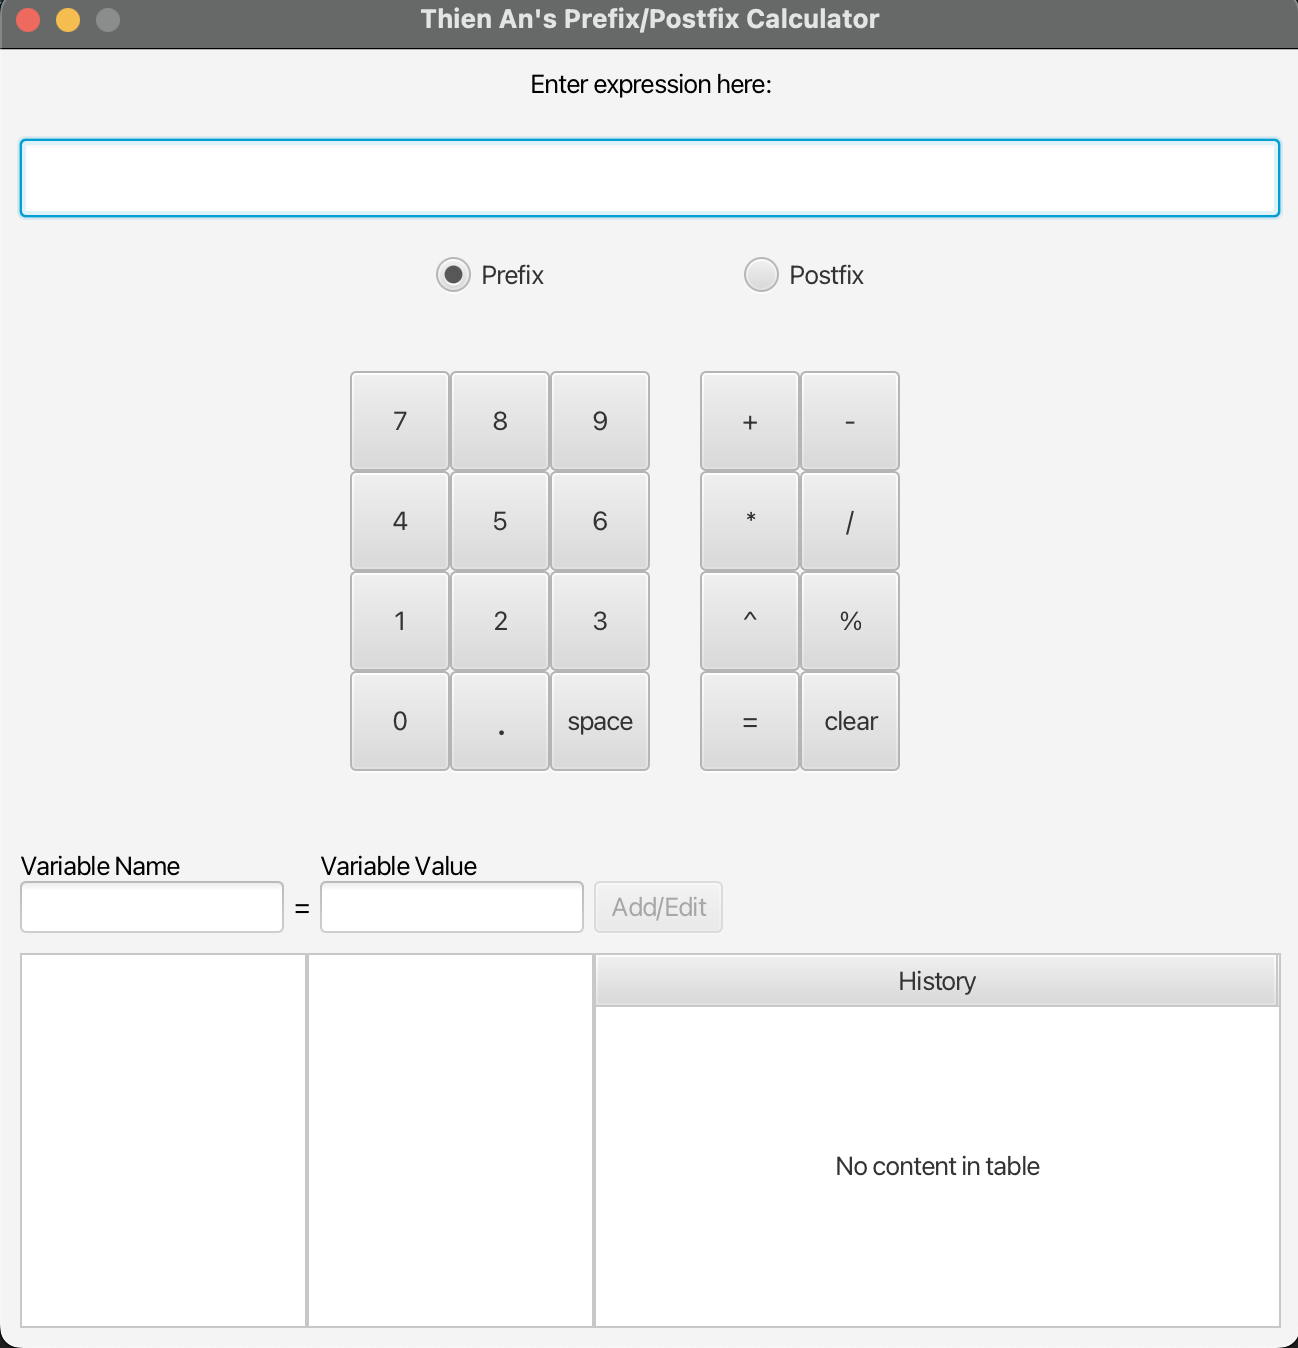 Thien An's Prefix/Postfix Calculator
Enter expression here:
Prefix Postfix
7 8 9 + -
4 5 6 * /
1 2 3 ^ %
0 . space = clear
Variable Name Variable Value
= Add/Edit
History
No content in table